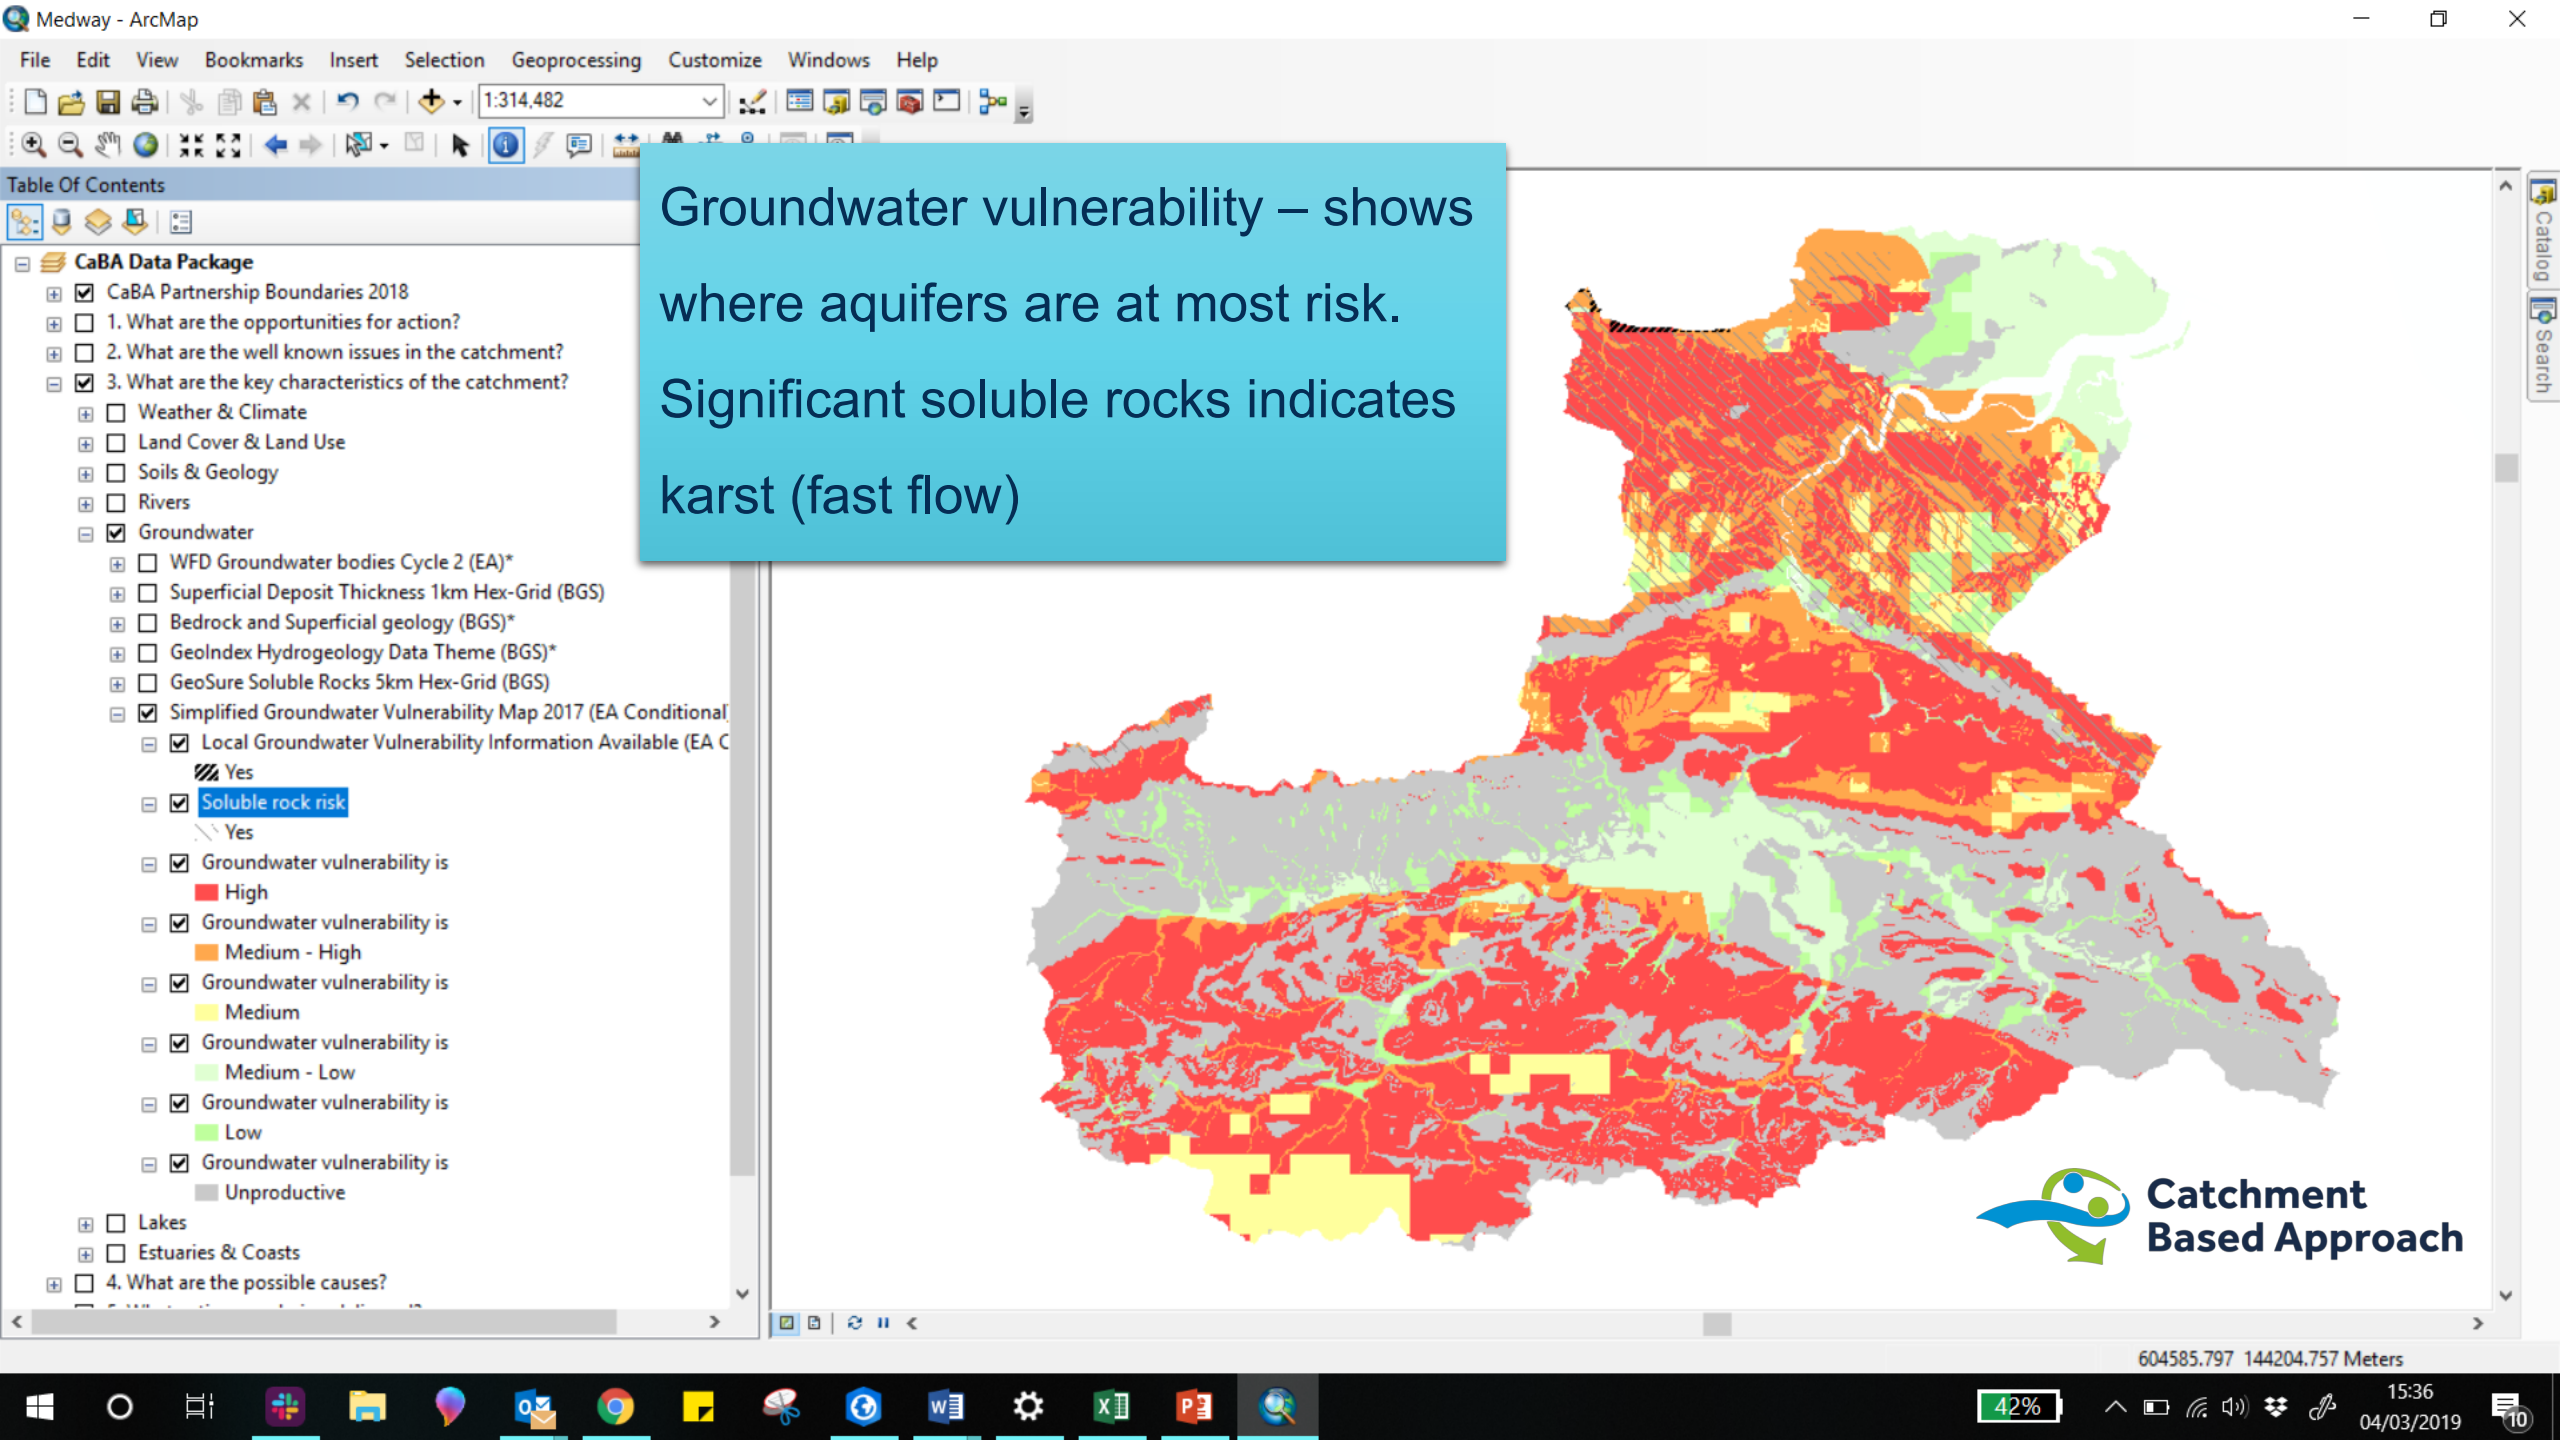 Medway - ArcMap
File Edit View Bookmarks Insert Selection Geoprocessing Customize Windows Help
1:314,482
Table Of Contents
CaBA Data Package
CaBA Partnership Boundaries 2018
1. What are the opportunities for action?
2. What are the well known issues in the catchment?
3. What are the key characteristics of the catchment?
Weather & Climate
Land Cover & Land Use
Soils & Geology
Rivers
Groundwater
WFD Groundwater bodies Cycle 2 (EA)*
Superficial Deposit Thickness 1km Hex-Grid (BGS)
Bedrock and Superficial geology (BGS)*
GeoIndex Hydrogeology Data Theme (BGS)*
GeoSure Soluble Rocks 5km Hex-Grid (BGS)
Simplified Groundwater Vulnerability Map 2017 (EA Conditional
Local Groundwater Vulnerability Information Available (EA C
Yes
Soluble rock risk
Yes
Groundwater vulnerability is
High
Groundwater vulnerability is
Medium - High
Groundwater vulnerability is
Medium
Groundwater vulnerability is
Medium - Low
Groundwater vulnerability is
Low
Groundwater vulnerability is
Unproductive
Lakes
Estuaries & Coasts
4. What are the possible causes?
Groundwater vulnerability – shows
where aquifers are at most risk.
Significant soluble rocks indicates
karst (fast flow)
Catalog
Search
Catchment
Based Approach
604585.797 144204.757 Meters
42%
15:36
04/03/2019
10